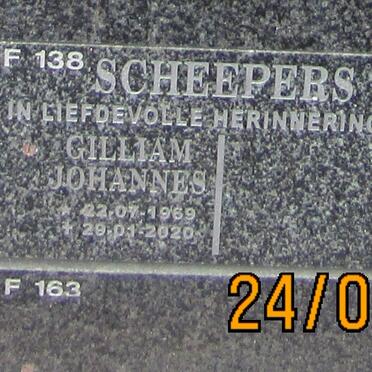 F 138
SCHEEPERS
IN LIEFDEVOLLE HERINNERING
GILLIAM
JOHANNES
* 22.07.1969
† 29.01.2020
F 163
24/0